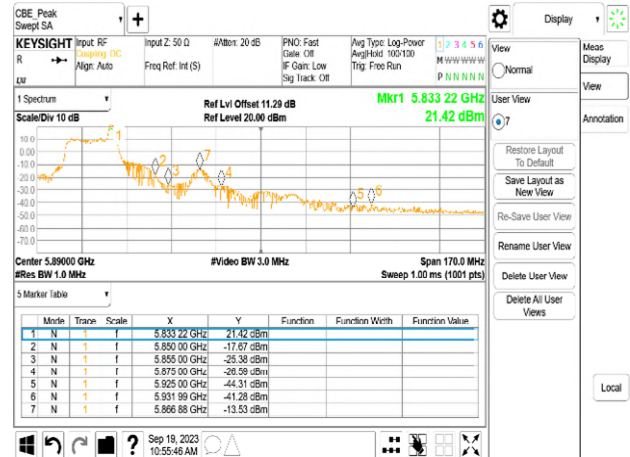 CBE_Peak
Swept SA
+
Display
KEYSIGHT
R
Input: RF
Coupling: DC
Align: Auto
Input Z: 50 Ω
Freq Ref: Int (S)
#Atten: 20 dB
PNO: Fast
Gate: Off
IF Gain: Low
Sig Track: Off
Avg Type: Log-Power
Avg|Hold: 100/100
Trig: Free Run
1 2 3 4 5 6
M W W W W W
P N N N N N
View
Normal
User View
7
Restore Layout
To Default
Save Layout as
New View
Re-Save User View
Rename User View
Delete User View
Delete All User
Views
Meas
Display
View
Annotation
Local
1 Spectrum
Scale/Div 10 dB
Ref Lvl Offset 11.29 dB
Ref Level 20.00 dBm
Mkr1 5.833 22 GHz
21.42 dBm
10.0
0.00
-10.0
-20.0
-30.0
-40.0
-50.0
-60.0
-70.0
1
2
3
7
4
5
6
Center 5.89000 GHz
#Res BW 1.0 MHz
#Video BW 3.0 MHz
Span 170.0 MHz
Sweep 1.00 ms (1001 pts)
5 Marker Table
Mode Trace Scale X Y Function Function Width Function Value
1 N 1 f 5.833 22 GHz 21.42 dBm
2 N 1 f 5.850 00 GHz -17.67 dBm
3 N 1 f 5.855 00 GHz -25.38 dBm
4 N 1 f 5.875 00 GHz -26.59 dBm
5 N 1 f 5.925 00 GHz -44.31 dBm
6 N 1 f 5.931 99 GHz -41.28 dBm
7 N 1 f 5.866 88 GHz -13.53 dBm
?
Sep 19, 2023
10:55:46 AM